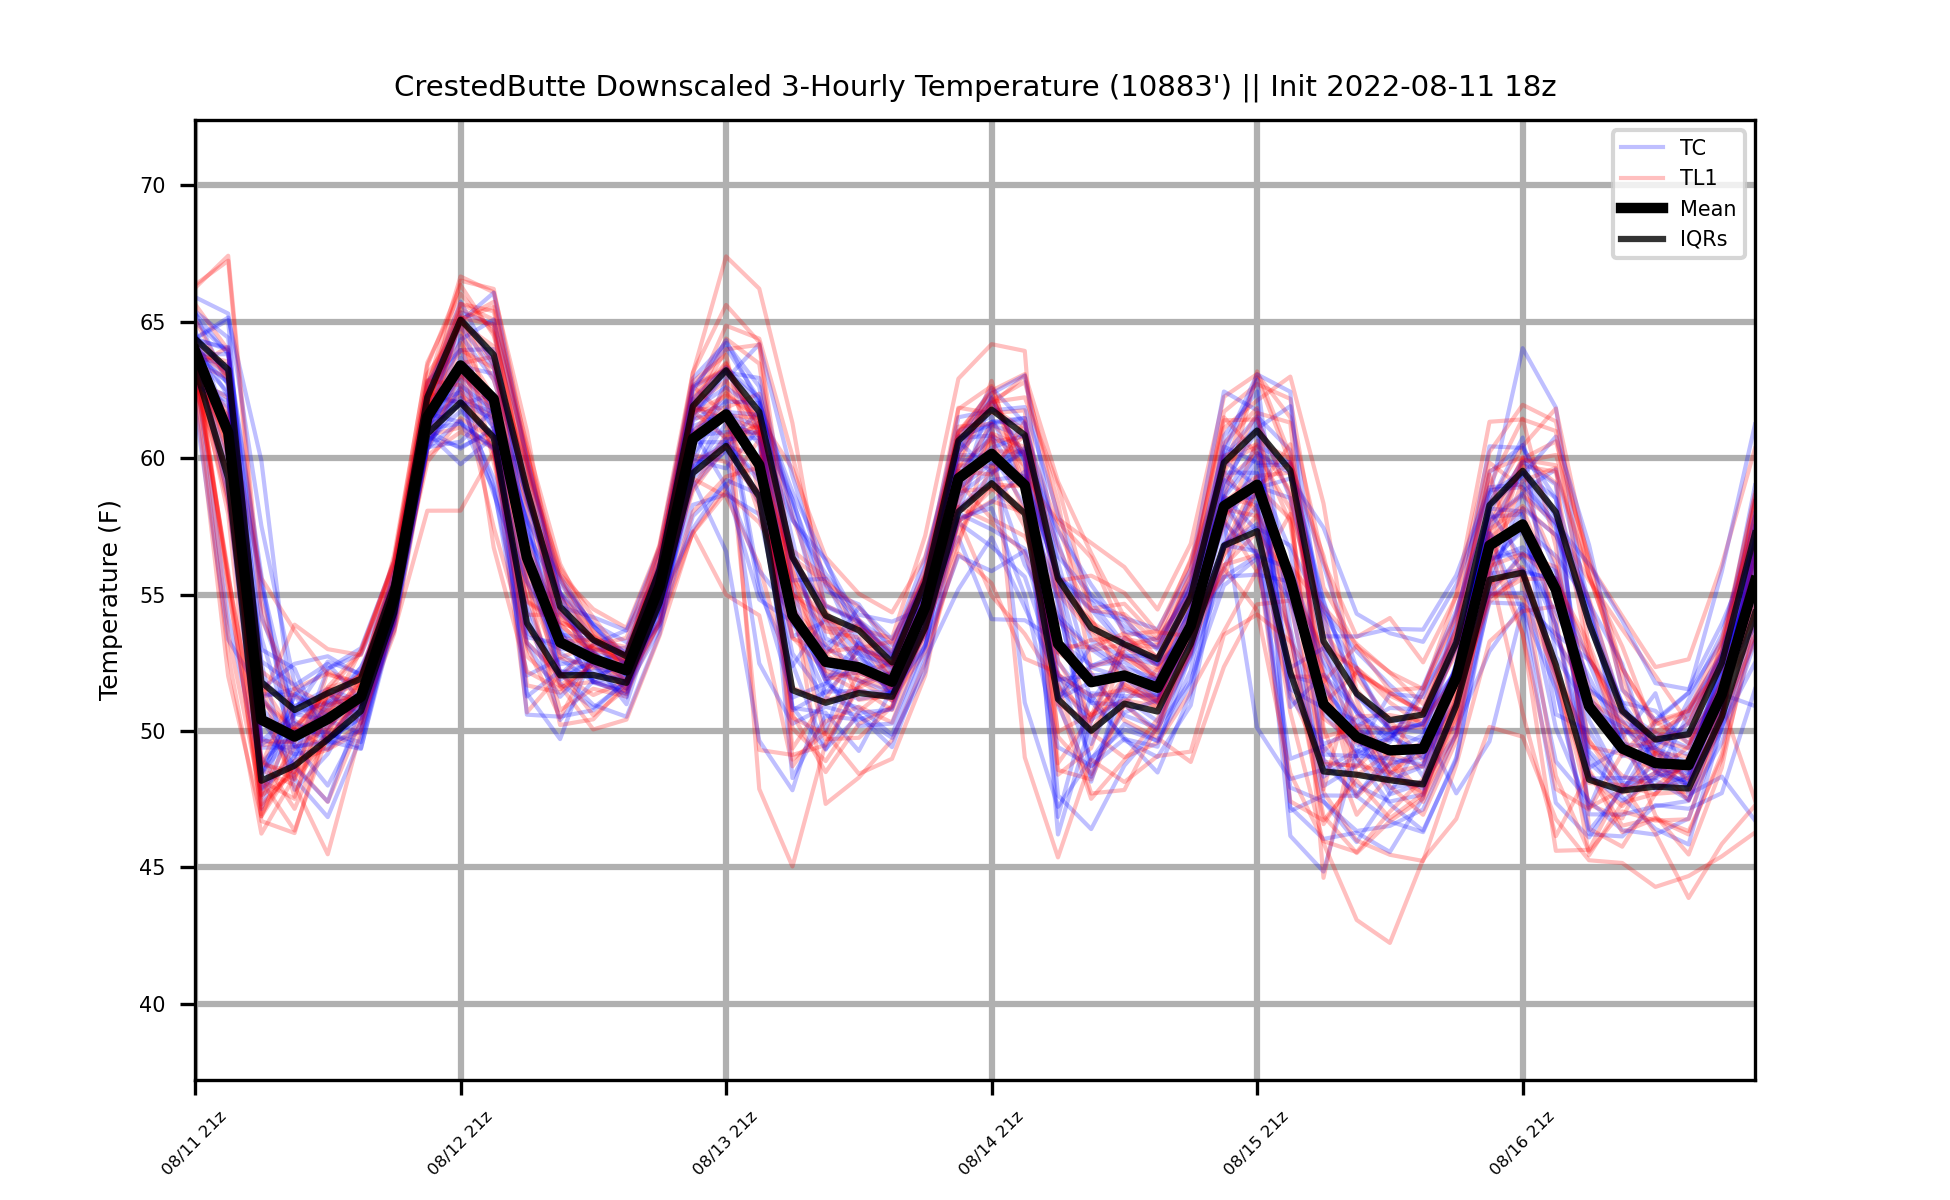 CrestedButte Downscaled 3-Hourly Temperature (10883') || Init 2022-08-11 18z
TC
TL1
Mean
IQRs
Temperature (F)
70
65
60
55
50
45
40
08/11 21z
08/12 21z
08/13 21z
08/14 21z
08/15 21z
08/16 21z